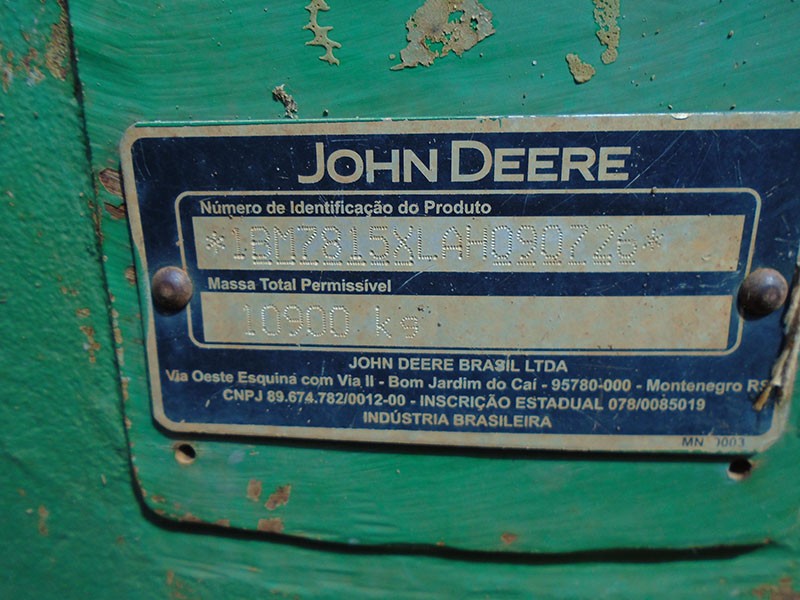 JOHN DEERE
Número de Identificação do Produto
*1BMZ815XLAH090726*
Massa Total Permissível
10900 kg
JOHN DEERE BRASIL LTDA
Via Oeste Esquina com Via II - Bom Jardim do Caí - 95780-000 - Montenegro RS
CNPJ 89.674.782/0012-00 - INSCRIÇÃO ESTADUAL 078/0085019
INDÚSTRIA BRASILEIRA
MN